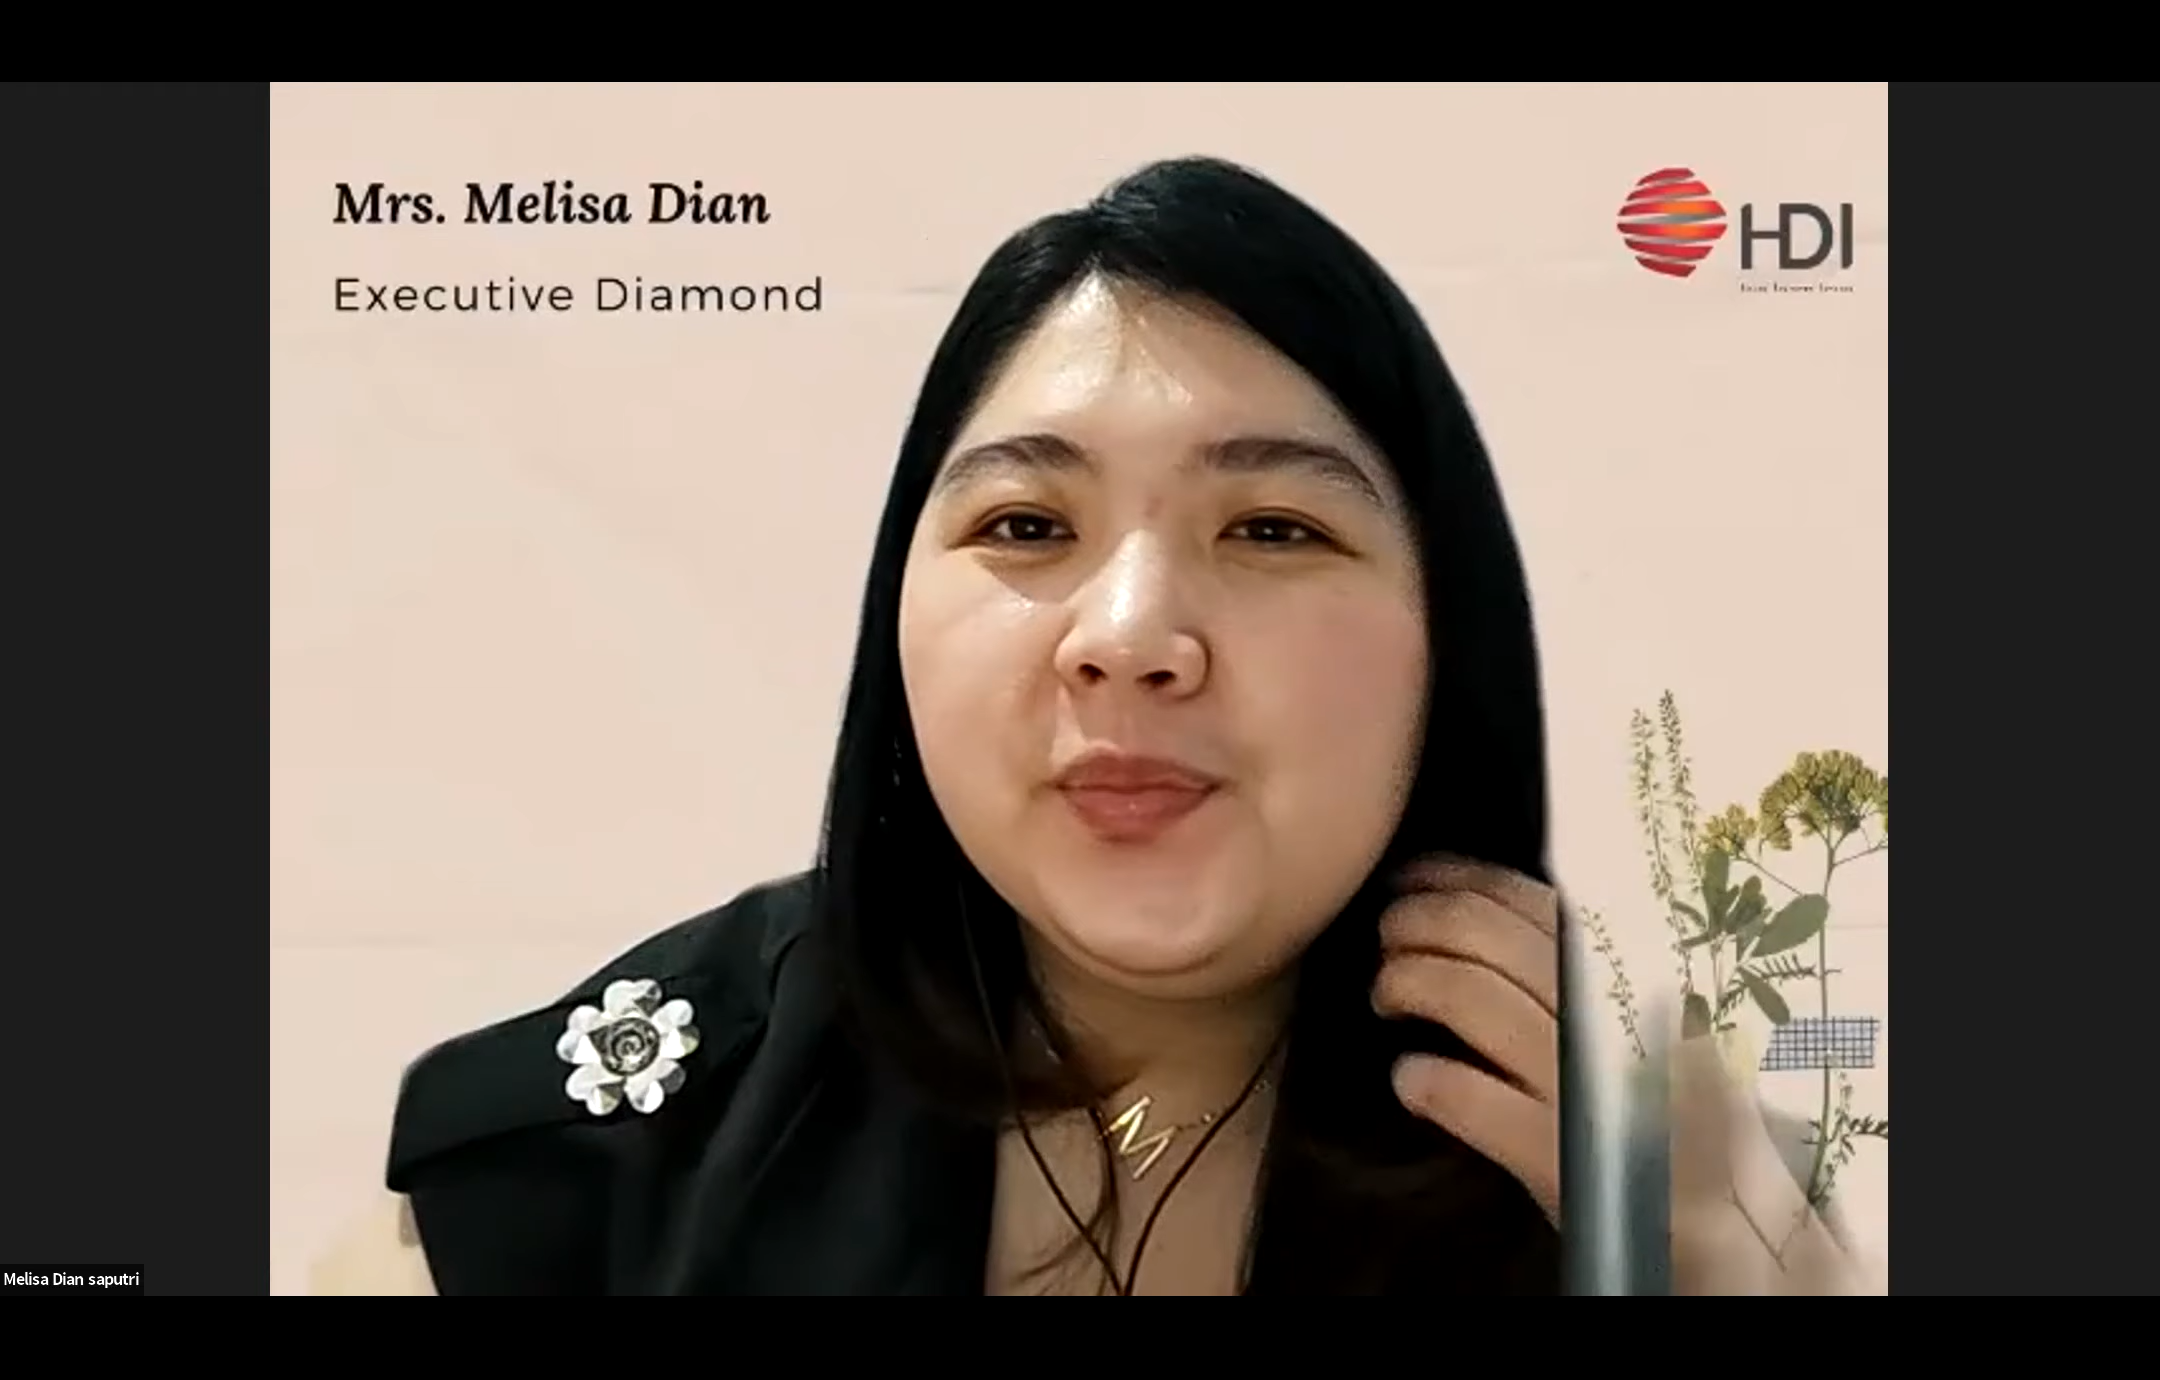 Mrs. Melisa Dian
Executive Diamond
HDI
Melisa Dian saputri